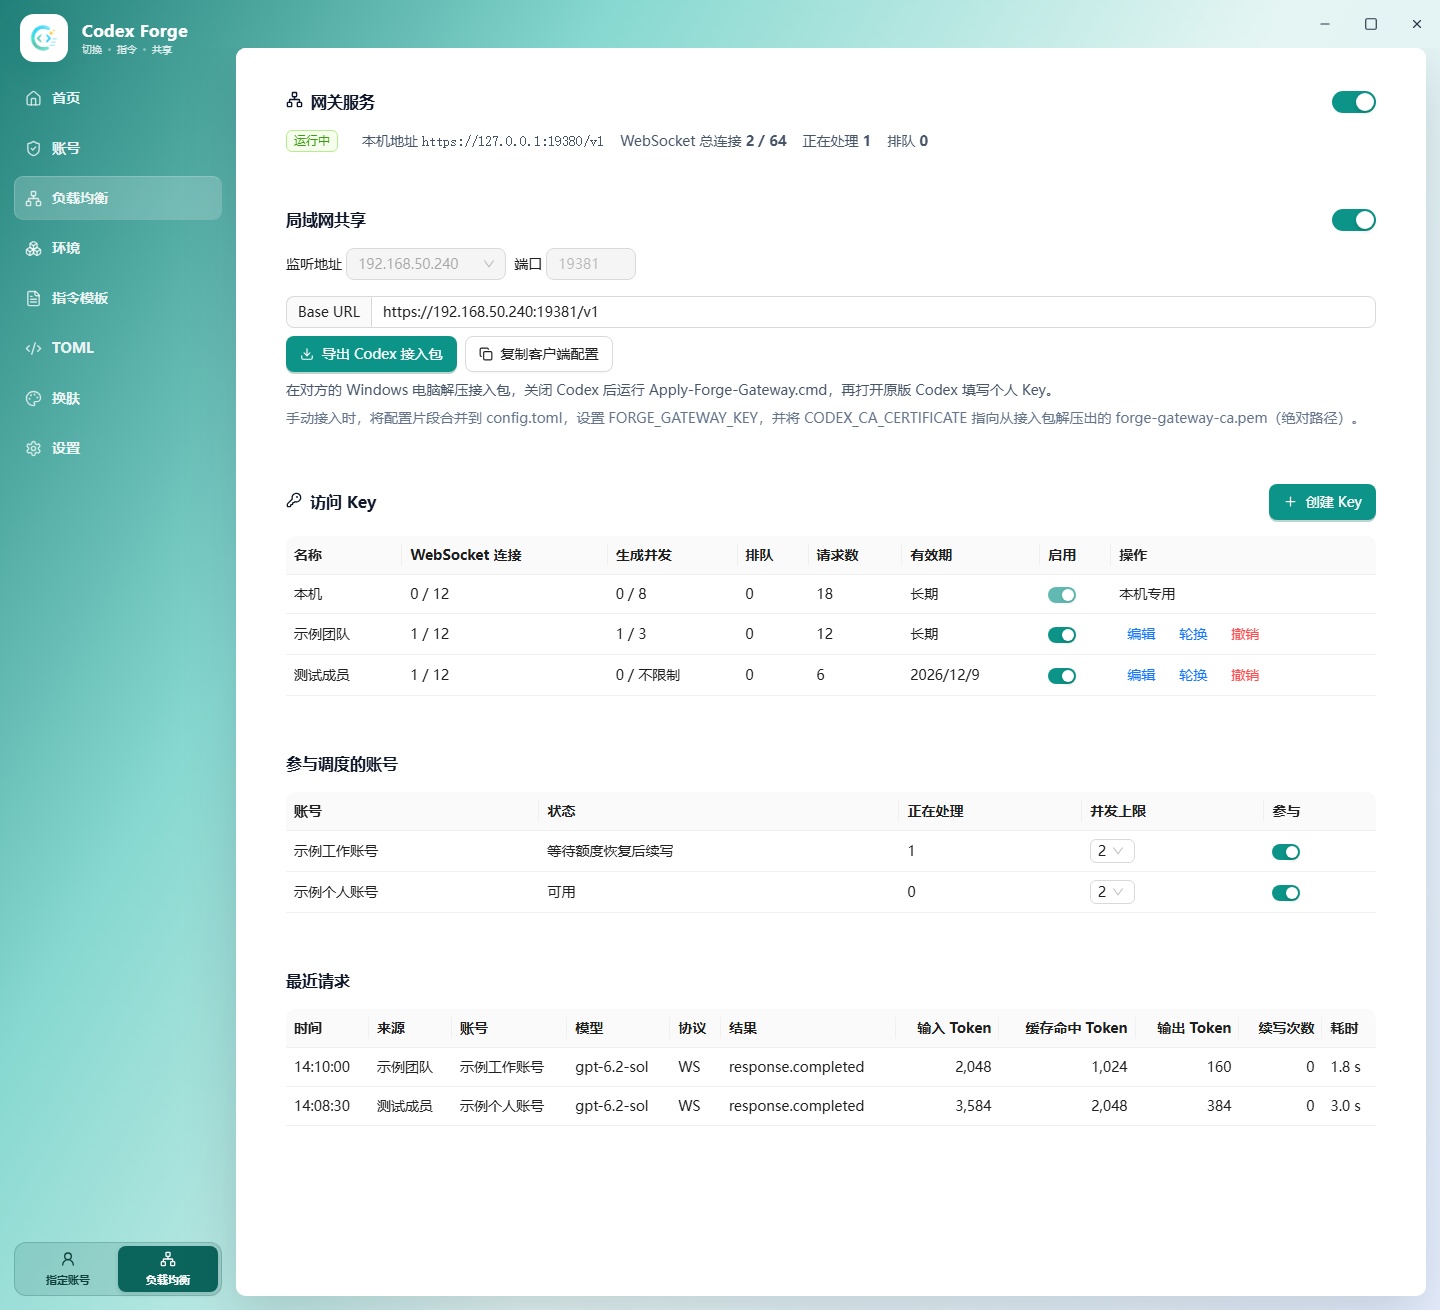 Codex Forge
切换 • 指令 • 共享
首页
账号
负载均衡
环境
指令模板
TOML
换肤
设置
指定账号
负载均衡
网关服务
运行中 本机地址 https://127.0.0.1:19380/v1 WebSocket 总连接 2 / 64 正在处理 1 排队 0
局域网共享
监听地址 192.168.50.240 端口 19381
Base URL https://192.168.50.240:19381/v1
导出 Codex 接入包 复制客户端配置
在对方的 Windows 电脑解压接入包，关闭 Codex 后运行 Apply-Forge-Gateway.cmd，再打开原版 Codex 填写个人 Key。
手动接入时，将配置片段合并到 config.toml，设置 FORGE_GATEWAY_KEY，并将 CODEX_CA_CERTIFICATE 指向从接入包解压出的 forge-gateway-ca.pem（绝对路径）。
访问 Key 创建 Key
名称 WebSocket 连接 生成并发 排队 请求数 有效期 启用 操作
本机 0 / 12 0 / 8 0 18 长期 本机专用
示例团队 1 / 12 1 / 3 0 12 长期 编辑 轮换 撤销
测试成员 1 / 12 0 / 不限制 0 6 2026/12/9 编辑 轮换 撤销
参与调度的账号
账号 状态 正在处理 并发上限 参与
示例工作账号 等待额度恢复后续写 1 2
示例个人账号 可用 0 2
最近请求
时间 来源 账号 模型 协议 结果 输入 Token 缓存命中 Token 输出 Token 续写次数 耗时
14:10:00 示例团队 示例工作账号 gpt-6.2-sol WS response.completed 2,048 1,024 160 0 1.8 s
14:08:30 测试成员 示例个人账号 gpt-6.2-sol WS response.completed 3,584 2,048 384 0 3.0 s